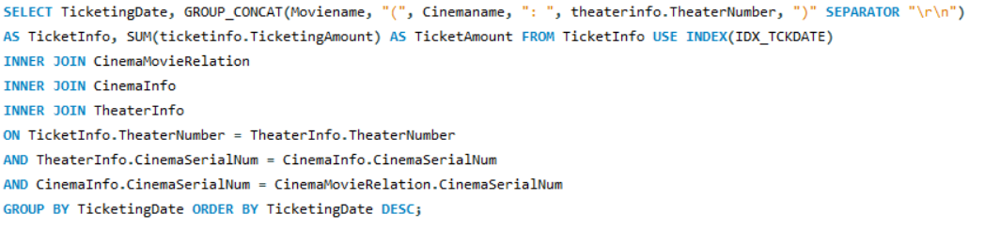 SELECT TicketingDate, GROUP_CONCAT(Moviename, "(", Cinemaname, ": ", theaterinfo.TheaterNumber, ")" SEPARATOR "\r\n")
AS TicketInfo, SUM(ticketinfo.TicketingAmount) AS TicketAmount FROM TicketInfo USE INDEX(IDX_TCKDATE)
INNER JOIN CinemaMovieRelation
INNER JOIN CinemaInfo
INNER JOIN TheaterInfo
ON TicketInfo.TheaterNumber = TheaterInfo.TheaterNumber
AND TheaterInfo.CinemaSerialNum = CinemaInfo.CinemaSerialNum
AND CinemaInfo.CinemaSerialNum = CinemaMovieRelation.CinemaSerialNum
GROUP BY TicketingDate ORDER BY TicketingDate DESC;